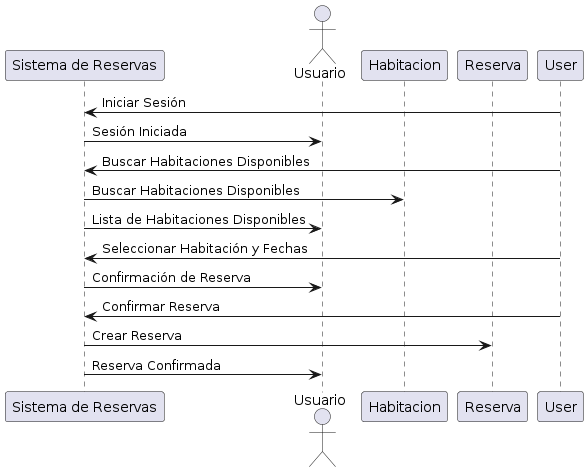 Usuario
Sistema de Reservas
Habitacion
Reserva
User
Iniciar Sesión
Sesión Iniciada
Buscar Habitaciones Disponibles
Buscar Habitaciones Disponibles
Lista de Habitaciones Disponibles
Seleccionar Habitación y Fechas
Confirmación de Reserva
Confirmar Reserva
Crear Reserva
Reserva Confirmada
Usuario
Sistema de Reservas
Habitacion
Reserva
User